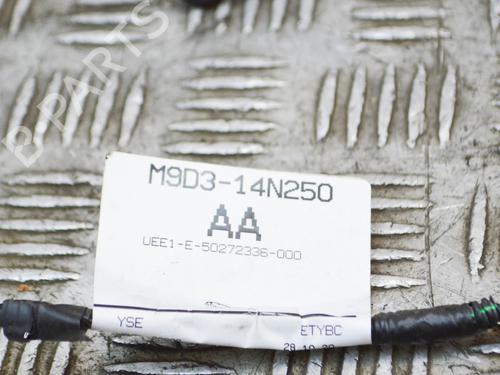 B PARTS
M9D3-14N250
AA
UEE1-E-50272336-000
YSE
ETYBC